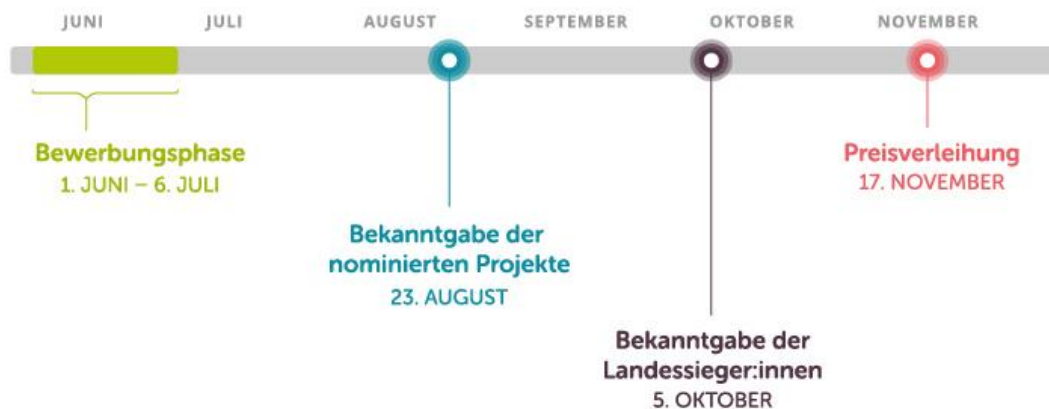 JUNI JULI AUGUST SEPTEMBER OKTOBER NOVEMBER
Bewerbungsphase
1. JUNI – 6. JULI
Bekanntgabe der
nominierten Projekte
23. AUGUST
Bekanntgabe der
Landessieger:innen
5. OKTOBER
Preisverleihung
17. NOVEMBER